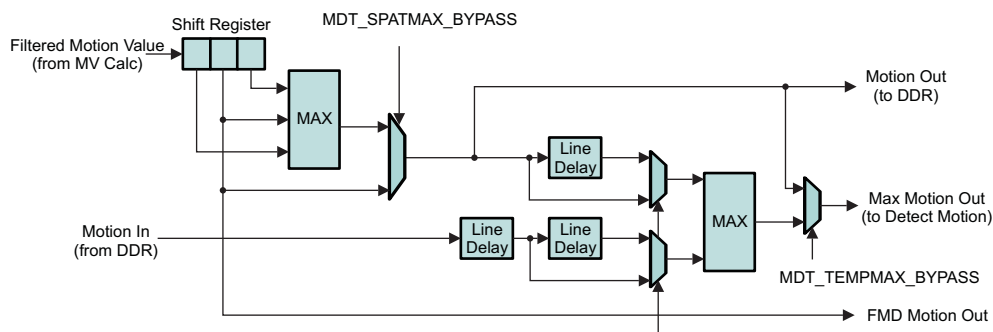 MDT_SPATMAX_BYPASS
Shift Register
Filtered Motion Value
(from MV Calc)
Motion Out
(to DDR)
MAX
Line
Delay
Max Motion Out
(to Detect Motion)
MAX
Motion In
(from DDR)
Line
Delay
Line
Delay
MDT_TEMPMAX_BYPASS
FMD Motion Out